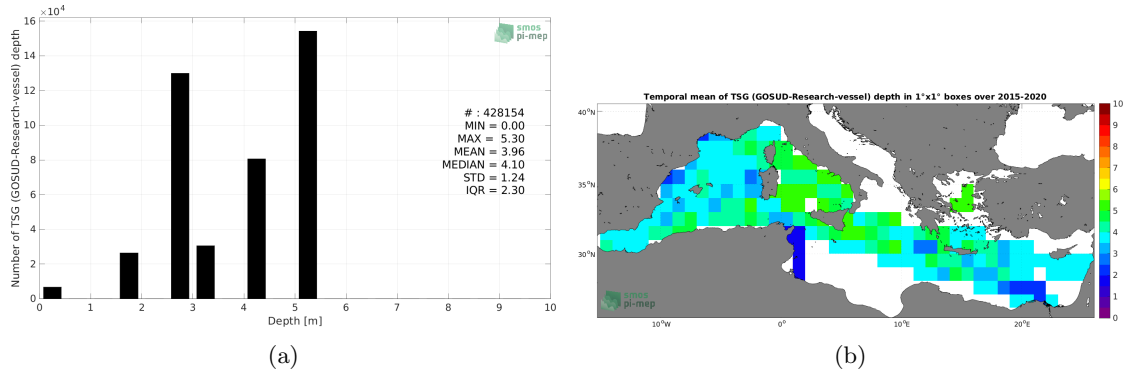 ×10⁴
16
14
12
10
8
6
4
2
0
Number of TSG (GOSUD-Research-vessel) depth
smos
pi-mep
# : 428154
MIN = 0.00
MAX = 5.30
MEAN = 3.96
MEDIAN = 4.10
STD = 1.24
IQR = 2.30
0 1 2 3 4 5 6 7 8 9 10
Depth [m]
(a)
Temporal mean of TSG (GOSUD-Research-vessel) depth in 1°x1° boxes over 2015-2020
40°N
35°N
30°N
10°W 0° 10°E 20°E
smos
pi-mep
10
9
8
7
6
5
4
3
2
1
0
(b)